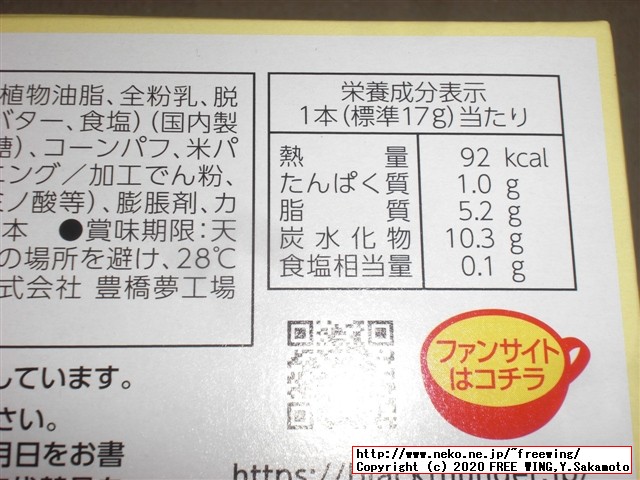 植物油脂、全粉乳、脱
バター、食塩)(国内製
糖)、コーンパフ、米パ
ニング/加工でん粉、
ミノ酸等)、膨脹剤、カ
本 ●賞味期限:天
の場所を避け、28℃
式会社 豊橋夢工場
栄養成分表示
1本(標準17g)当たり
熱量 92 kcal
たんぱく質 1.0 g
脂質 5.2 g
炭水化物 10.3 g
食塩相当量 0.1 g
ファンサイト
はコチラ
しています。
さい。
月日をお書
https://blackthunder.jp/
http://www.neko.ne.jp/~freewing/
Copyright (c) 2020 FREE WING,Y.Sakamoto